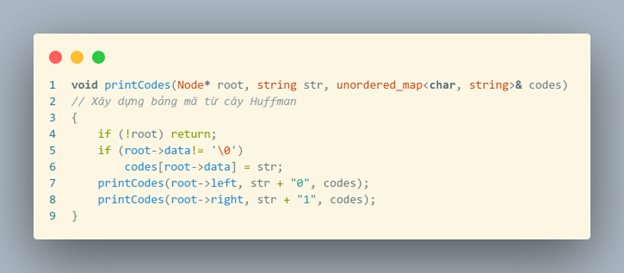 1 void printCodes(Node* root, string str, unordered_map<char, string>& codes)
2 // Xây dựng bảng mã từ cây Huffman
3 {
4     if (!root) return;
5     if (root->data!= '\0')
6         codes[root->data] = str;
7     printCodes(root->left, str + "0", codes);
8     printCodes(root->right, str + "1", codes);
9 }